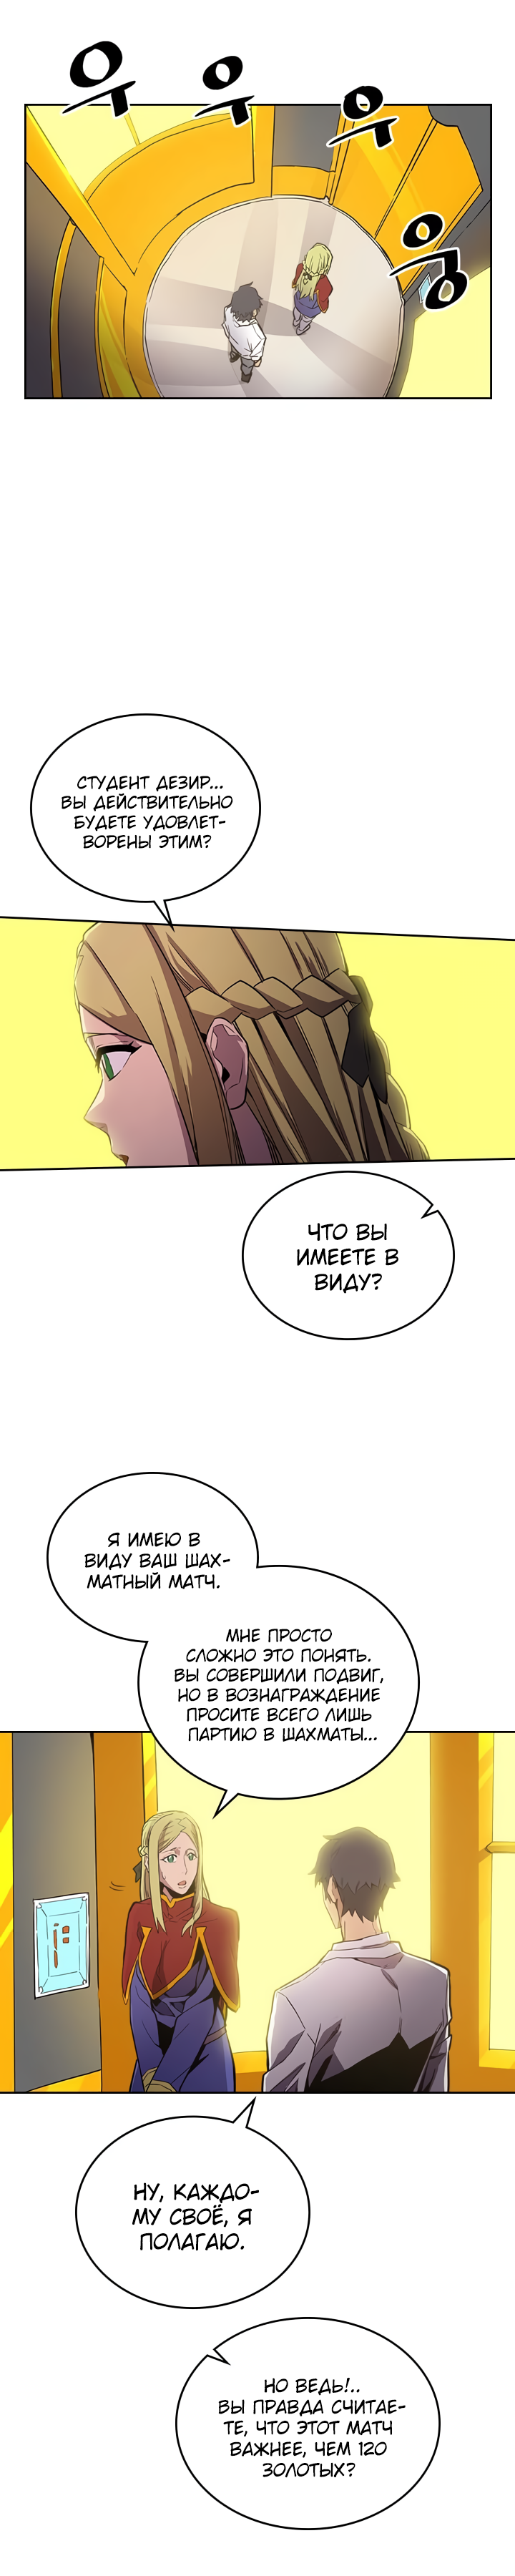 우
우
우
웅
СТУДЕНТ ДЕЗИР...
ВЫ ДЕЙСТВИТЕЛЬНО
БУДЕТЕ УДОВЛЕТ-
ВОРЕНЫ ЭТИМ?
ЧТО ВЫ
ИМЕЕТЕ В
ВИДУ?
Я ИМЕЮ В
ВИДУ ВАШ ШАХ-
МАТНЫЙ МАТЧ.
МНЕ ПРОСТО
СЛОЖНО ЭТО ПОНЯТЬ.
ВЫ СОВЕРШИЛИ ПОДВИГ,
НО В ВОЗНАГРАЖДЕНИЕ
ПРОСИТЕ ВСЕГО ЛИШЬ
ПАРТИЮ В ШАХМАТЫ...
НУ, КАЖДО-
МУ СВОЁ, Я
ПОЛАГАЮ.
НО ВЕДЬ!..
ВЫ ПРАВДА СЧИТАЕ-
ТЕ, ЧТО ЭТОТ МАТЧ
ВАЖНЕЕ, ЧЕМ 120
ЗОЛОТЫХ?